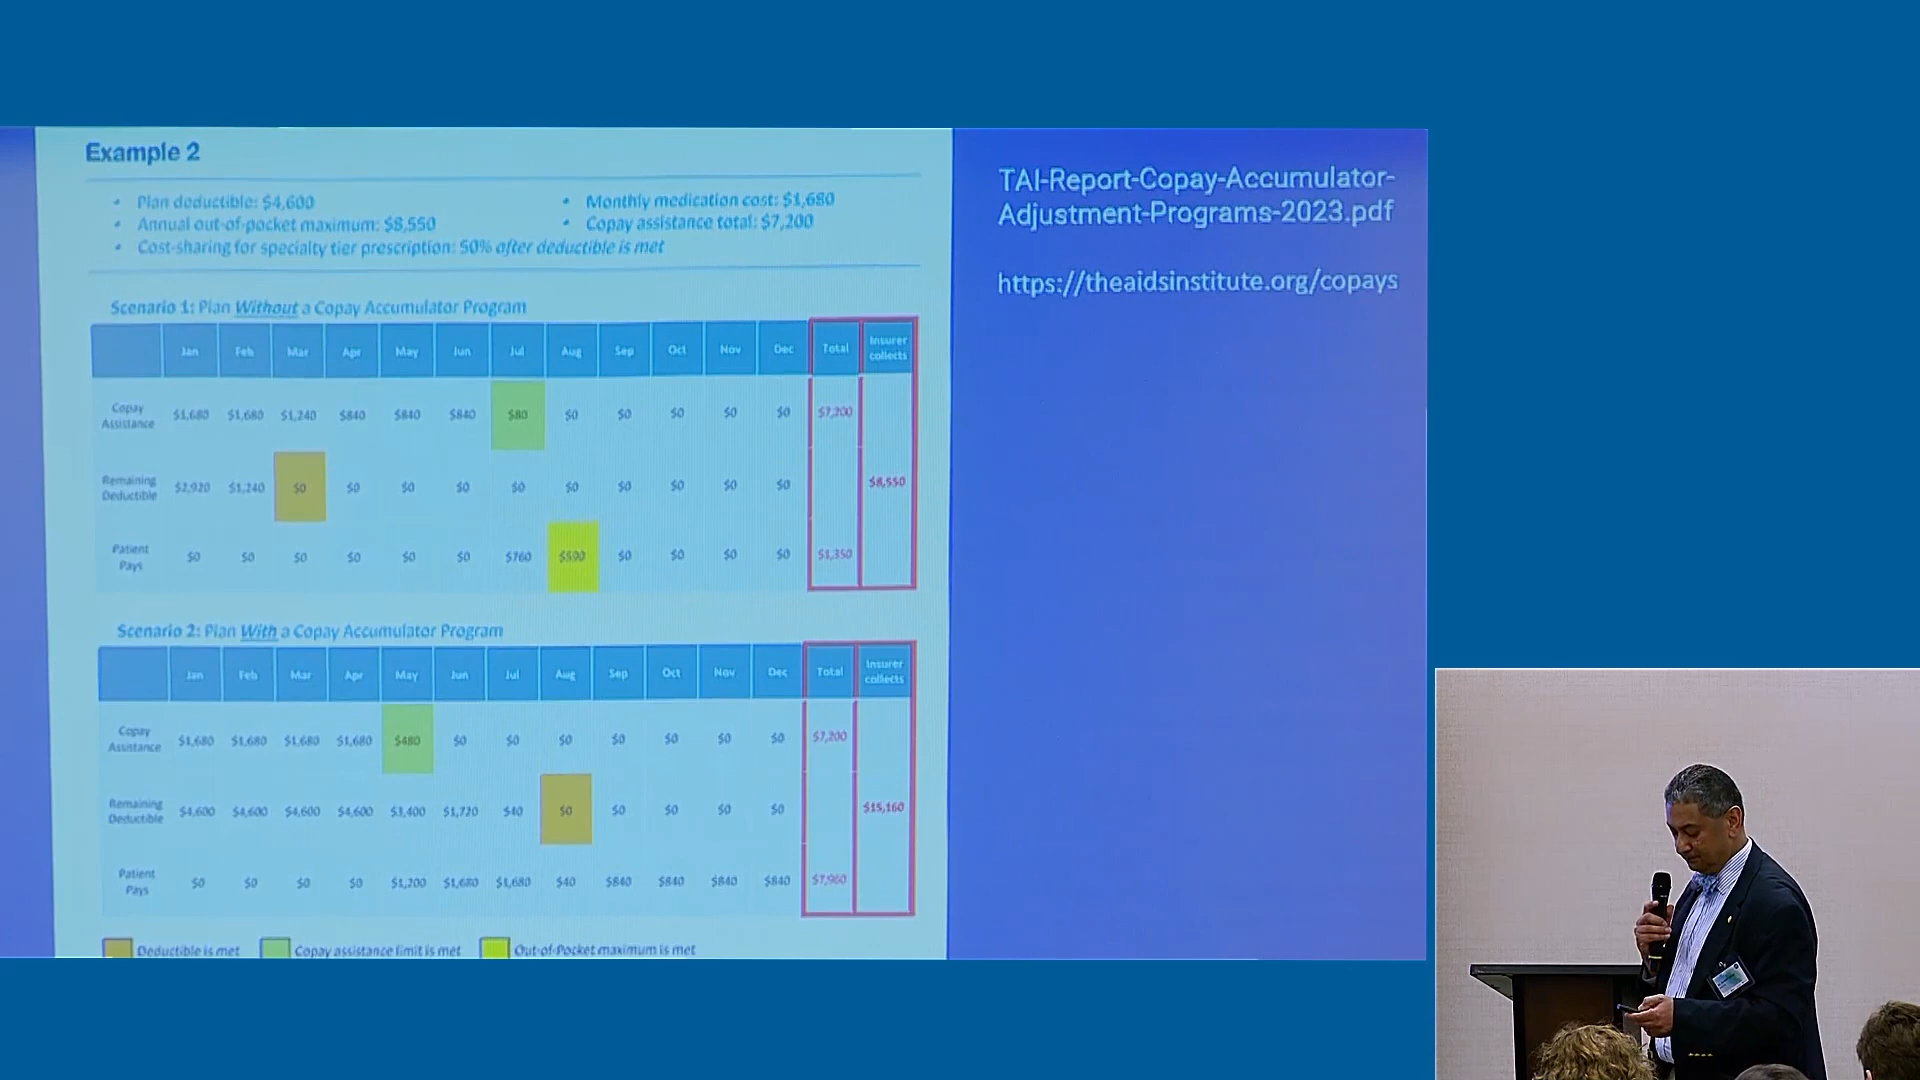 Example 2
• Plan deductible: $4,600
• Annual out-of-pocket maximum: $8,550
• Cost-sharing for specialty tier prescription: 50% after deductible is met
• Monthly medication cost: $1,680
• Copay assistance total: $7,200
Scenario 1: Plan Without a Copay Accumulator Program
Jan Feb Mar Apr May Jun Jul Aug Sep Oct Nov Dec Total Insurer collects
Copay Assistance $1,680 $1,680 $1,240 $840 $840 $840 $80 $0 $0 $0 $0 $0 $7,200
Remaining Deductible $2,920 $1,240 $0 $0 $0 $0 $0 $0 $0 $0 $0 $0 $8,550
Patient Pays $0 $0 $0 $0 $0 $0 $760 $590 $0 $0 $0 $0 $1,350
Scenario 2: Plan With a Copay Accumulator Program
Jan Feb Mar Apr May Jun Jul Aug Sep Oct Nov Dec Total Insurer collects
Copay Assistance $1,680 $1,680 $1,680 $1,680 $480 $0 $0 $0 $0 $0 $0 $0 $7,200
Remaining Deductible $4,600 $4,600 $4,600 $4,600 $3,400 $1,720 $40 $0 $0 $0 $0 $0 $15,160
Patient Pays $0 $0 $0 $0 $1,200 $1,680 $1,680 $40 $840 $840 $840 $840 $7,960
Deductible is met Copay assistance limit is met Out-of-Pocket maximum is met
TAI-Report-Copay-Accumulator-
Adjustment-Programs-2023.pdf
https://theaidsinstitute.org/copays